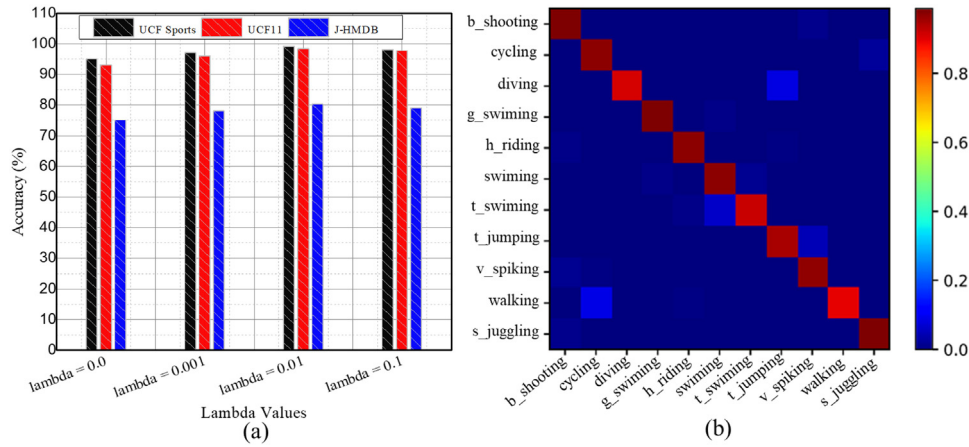 110
100
90
80
70
60
50
40
30
20
10
0
Accuracy (%)
UCF Sports UCF11 J-HMDB
lambda = 0.0 lambda = 0.001 lambda = 0.01 lambda = 0.1
Lambda Values
(a)
b_shooting
cycling
diving
g_swiming
h_riding
swiming
t_swiming
t_jumping
v_spiking
walking
s_juggling
b_shooting cycling diving g_swiming h_riding swiming t_swiming t_jumping v_spiking walking s_juggling
(b)
0.8
0.6
0.4
0.2
0.0